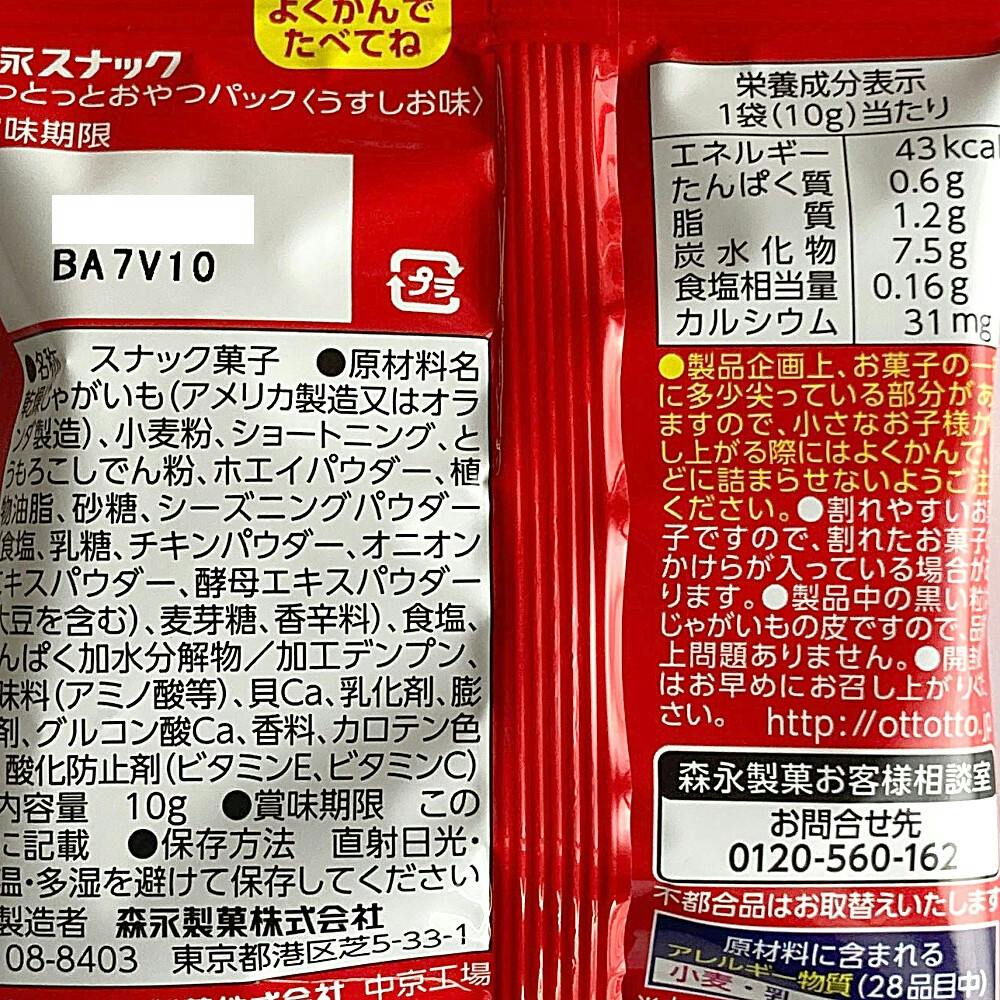 よくかんで
たべてね
永スナック
っとっとおやつパック〈うすしお味〉
味期限
BA7V10
プラ
●名称 スナック菓子 ●原材料名
乾燥じゃがいも(アメリカ製造又はオラ
ンダ製造)、小麦粉、ショートニング、と
うもろこしでん粉、ホエイパウダー、植
物油脂、砂糖、シーズニングパウダー
(食塩、乳糖、チキンパウダー、オニオン
エキスパウダー、酵母エキスパウダー
大豆を含む)、麦芽糖、香辛料)、食塩、
んぱく加水分解物／加工デンプン、
味料(アミノ酸等)、貝Ca、乳化剤、膨
剤、グルコン酸Ca、香料、カロテン色
酸化防止剤(ビタミンE、ビタミンC)
内容量 10g ●賞味期限 この
に記載 ●保存方法 直射日光・
温・多湿を避けて保存してください
製造者 森永製菓株式会社
08-8403 東京都港区芝5-33-1
製菓株式会社 中京工場
栄養成分表示
1袋(10g)当たり
エネルギー 43kcal
たんぱく質 0.6g
脂質 1.2g
炭水化物 7.5g
食塩相当量 0.16g
カルシウム 31mg
●製品企画上、お菓子の一
に多少尖っている部分があ
ますので、小さなお子様が
し上がる際にはよくかんで、
どに詰まらせないようご注
ください。●割れやすいお
子ですので、割れたお菓子
かけらが入っている場合があ
ります。●製品中の黒い粒
じゃがいもの皮ですので、品
上問題ありません。●開封
はお早めにお召し上がりくだ
さい。 http://ottotto.jp
森永製菓お客様相談室
お問合せ先
0120-560-162
不都合品はお取替えいたします
原材料に含まれる
アレルギー物質(28品目中)
小麦・乳